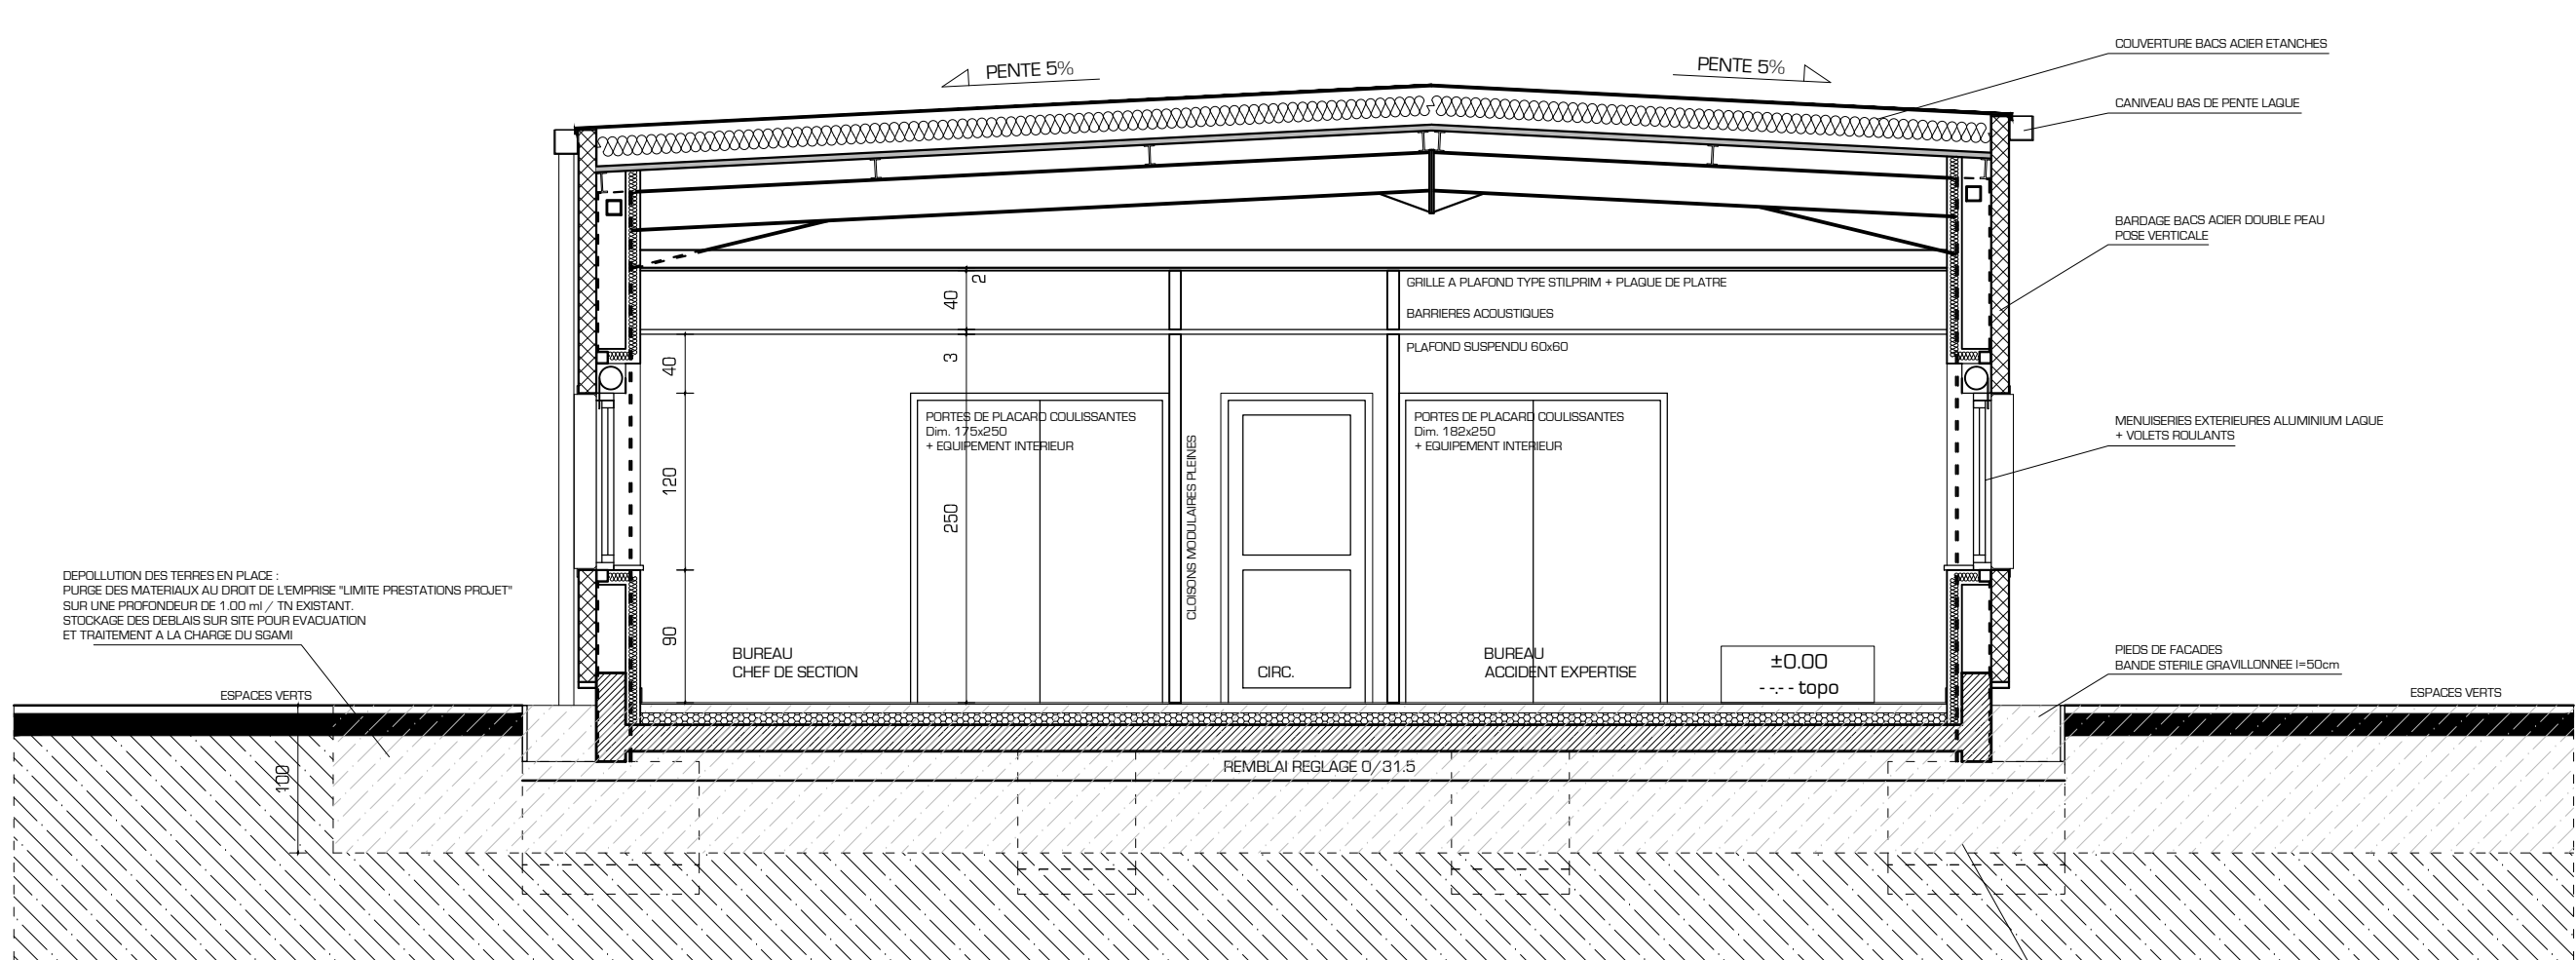 PENTE 5%
PENTE 5%
COUVERTURE BACS ACIER ETANCHES
CANIVEAU BAS DE PENTE LAQUE
BARDAGE BACS ACIER DOUBLE PEAU
POSE VERTICALE
2
40
GRILLE A PLAFOND TYPE STILPRIM + PLAQUE DE PLATRE
BARRIERES ACOUSTIQUES
PLAFOND SUSPENDU 60x60
3
40
PORTES DE PLACARD COULISSANTES
Dim. 175x250
+ EQUIPEMENT INTERIEUR
PORTES DE PLACARD COULISSANTES
Dim. 182x250
+ EQUIPEMENT INTERIEUR
MENUISERIES EXTERIEURES ALUMINIUM LAQUE
+ VOLETS ROULANTS
CLOISONS MODULAIRES PLEINES
120
250
90
DEPOLLUTION DES TERRES EN PLACE :
PURGE DES MATERIAUX AU DROIT DE L'EMPRISE "LIMITE PRESTATIONS PROJET"
SUR UNE PROFONDEUR DE 1.00 ml / TN EXISTANT.
STOCKAGE DES DEBLAIS SUR SITE POUR EVACUATION
ET TRAITEMENT A LA CHARGE DU SGAMI
BUREAU
CHEF DE SECTION
CIRC.
BUREAU
ACCIDENT EXPERTISE
±0.00
--.-- topo
PIEDS DE FACADES
BANDE STERILE GRAVILLONNEE l=50cm
ESPACES VERTS
ESPACES VERTS
100
REMBLAI REGLAGE 0/31.5